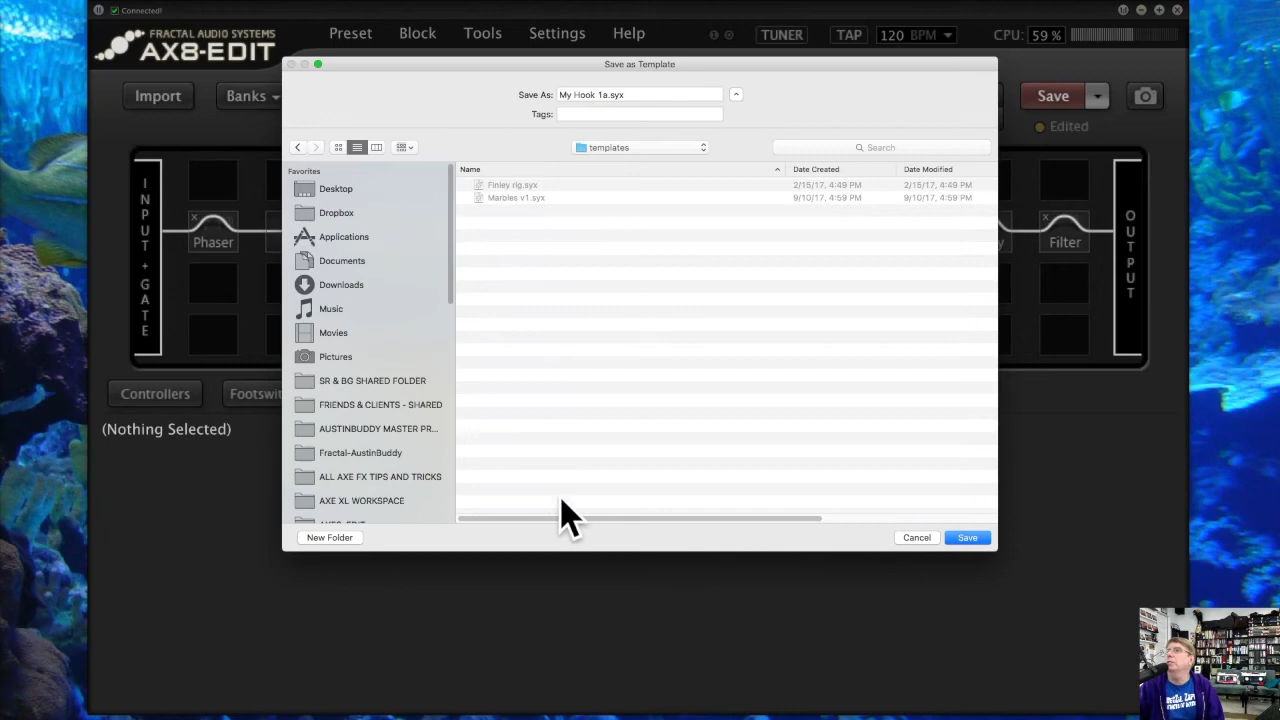 Connected!
FRACTAL AUDIO SYSTEMS
AX8-EDIT
Preset Block Tools Settings Help TUNER TAP 120 BPM CPU: 59 %
Save as Template
Import Banks
Save
Edited
Save As: My Hook 1a.syx
Tags:
templates
Search
Favorites
Desktop
Dropbox
Applications
Documents
Downloads
Music
Movies
Pictures
SR & BG SHARED FOLDER
FRIENDS & CLIENTS - SHARED
AUSTINBUDDY MASTER PR...
Fractal-AustinBuddy
ALL AXE FX TIPS AND TRICKS
AXE XL WORKSPACE
Name Date Created Date Modified
Finley rig.syx 2/15/17, 4:49 PM 2/15/17, 4:49 PM
Marbles v1.syx 9/10/17, 4:59 PM 9/10/17, 4:59 PM
New Folder Cancel Save
INPUT + GATE
X
Phaser
X
Filter
OUTPUT
Controllers Footswit
(Nothing Selected)